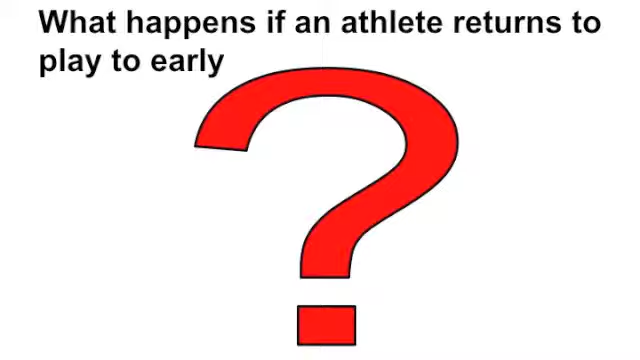 What happens if an athlete returns to
play to early
?